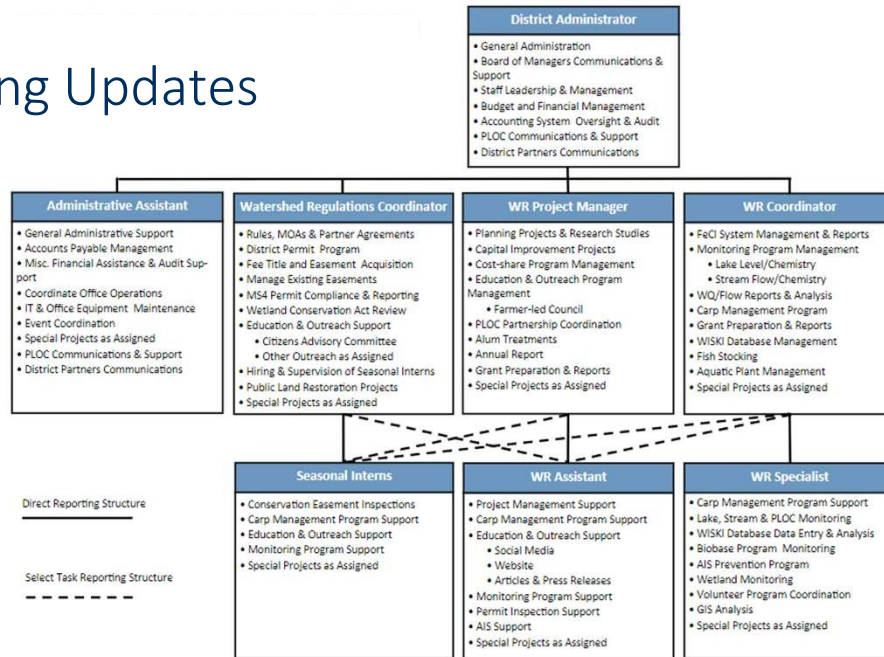 ng Updates
District Administrator
• General Administration
• Board of Managers Communications &
Support
• Staff Leadership & Management
• Budget and Financial Management
• Accounting System Oversight & Audit
• PLOC Communications & Support
• District Partners Communications
Administrative Assistant
• General Administrative Support
• Accounts Payable Management
• Misc. Financial Assistance & Audit Sup-
port
• Coordinate Office Operations
• IT & Office Equipment Maintenance
• Event Coordination
• Special Projects as Assigned
• PLOC Communications & Support
• District Partners Communications
Watershed Regulations Coordinator
• Rules, MOAs & Partner Agreements
• District Permit Program
• Fee Title and Easement Acquisition
• Manage Existing Easements
• MS4 Permit Compliance & Reporting
• Wetland Conservation Act Review
• Education & Outreach Support
• Citizens Advisory Committee
• Other Outreach as Assigned
• Hiring & Supervision of Seasonal Interns
• Public Land Restoration Projects
• Special Projects as Assigned
WR Project Manager
• Planning Projects & Research Studies
• Capital Improvement Projects
• Cost-share Program Management
• Education & Outreach Program
Management
• Farmer-led Council
• PLOC Partnership Coordination
• Alum Treatments
• Annual Report
• Grant Preparation & Reports
• Special Projects as Assigned
WR Coordinator
• FeCl System Management & Reports
• Monitoring Program Management
• Lake Level/Chemistry
• Stream Flow/Chemistry
• WQ/Flow Reports & Analysis
• Carp Management Program
• Grant Preparation & Reports
• WISKI Database Management
• Fish Stocking
• Aquatic Plant Management
• Special Projects as Assigned
Direct Reporting Structure
Select Task Reporting Structure
Seasonal Interns
• Conservation Easement Inspections
• Carp Management Program Support
• Education & Outreach Support
• Monitoring Program Support
• Special Projects as Assigned
WR Assistant
• Project Management Support
• Carp Management Program Support
• Education & Outreach Support
• Social Media
• Website
• Articles & Press Releases
• Monitoring Program Support
• Permit Inspection Support
• AIS Support
• Special Projects as Assigned
WR Specialist
• Carp Management Program Support
• Lake, Stream & PLOC Monitoring
• WISKI Database Data Entry & Analysis
• Biobase Program Monitoring
• AIS Prevention Program
• Wetland Monitoring
• Volunteer Program Coordination
• GIS Analysis
• Special Projects as Assigned